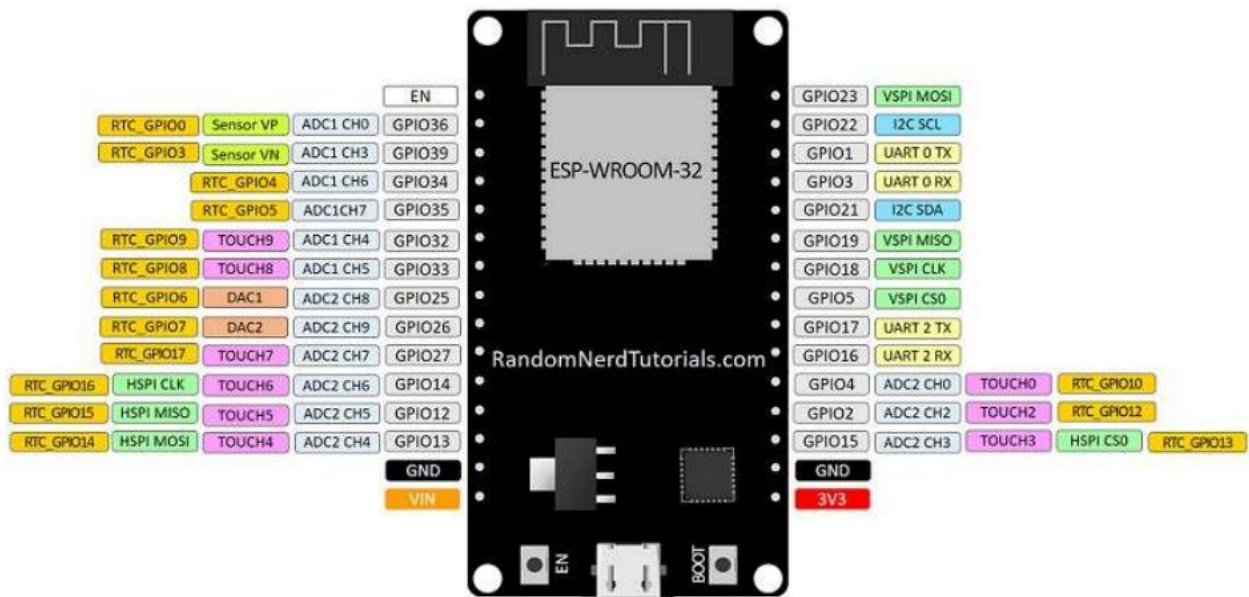 EN GPIO23 VSPI MOSI
RTC_GPIO0 Sensor VP ADC1 CH0 GPIO36 GPIO22 I2C SCL
RTC_GPIO3 Sensor VN ADC1 CH3 GPIO39 GPIO1 UART 0 TX
ESP-WROOM-32
RTC_GPIO4 ADC1 CH6 GPIO34 GPIO3 UART 0 RX
RTC_GPIO5 ADC1CH7 GPIO35 GPIO21 I2C SDA
RTC_GPIO9 TOUCH9 ADC1 CH4 GPIO32 GPIO19 VSPI MISO
RTC_GPIO8 TOUCH8 ADC1 CH5 GPIO33 GPIO18 VSPI CLK
RTC_GPIO6 DAC1 ADC2 CH8 GPIO25 GPIO5 VSPI CS0
RTC_GPIO7 DAC2 ADC2 CH9 GPIO26 GPIO17 UART 2 TX
RTC_GPIO17 TOUCH7 ADC2 CH7 GPIO27 RandomNerdTutorials.com GPIO16 UART 2 RX
RTC_GPIO16 HSPI CLK TOUCH6 ADC2 CH6 GPIO14 GPIO4 ADC2 CH0 TOUCH0 RTC_GPIO10
RTC_GPIO15 HSPI MISO TOUCH5 ADC2 CH5 GPIO12 GPIO2 ADC2 CH2 TOUCH2 RTC_GPIO12
RTC_GPIO14 HSPI MOSI TOUCH4 ADC2 CH4 GPIO13 GPIO15 ADC2 CH3 TOUCH3 HSPI CS0 RTC_GPIO13
GND GND
VIN 3V3
EN BOOT